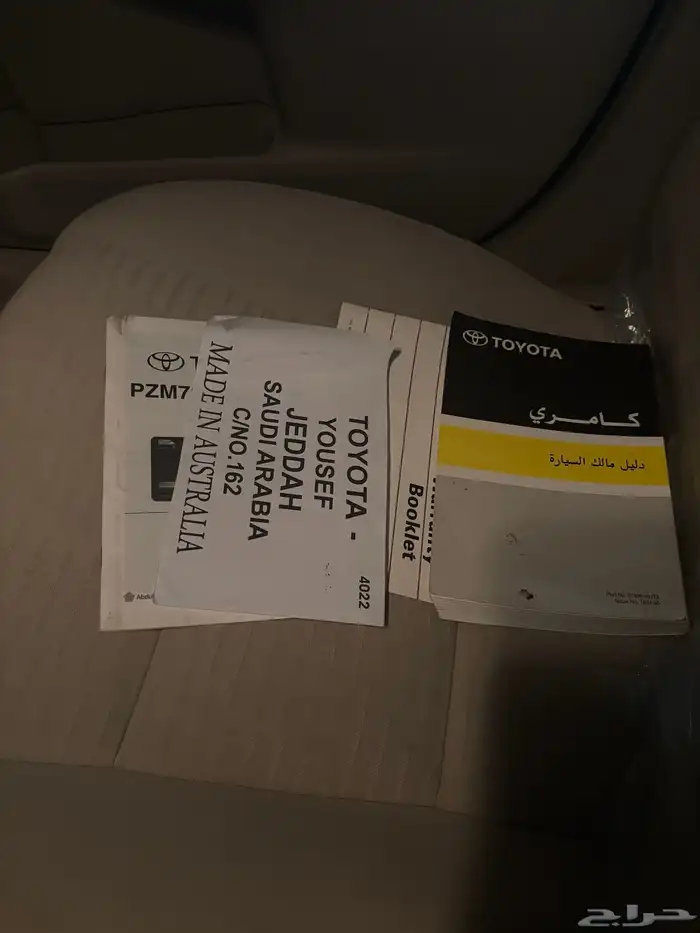 PZM7
TOYOTA -
YOUSEF
JEDDAH
SAUDI ARABIA
C/NO.162
MADE IN AUSTRALIA
4022
Booklet
TOYOTA
كامري
دليل مالك السيارة
حراج